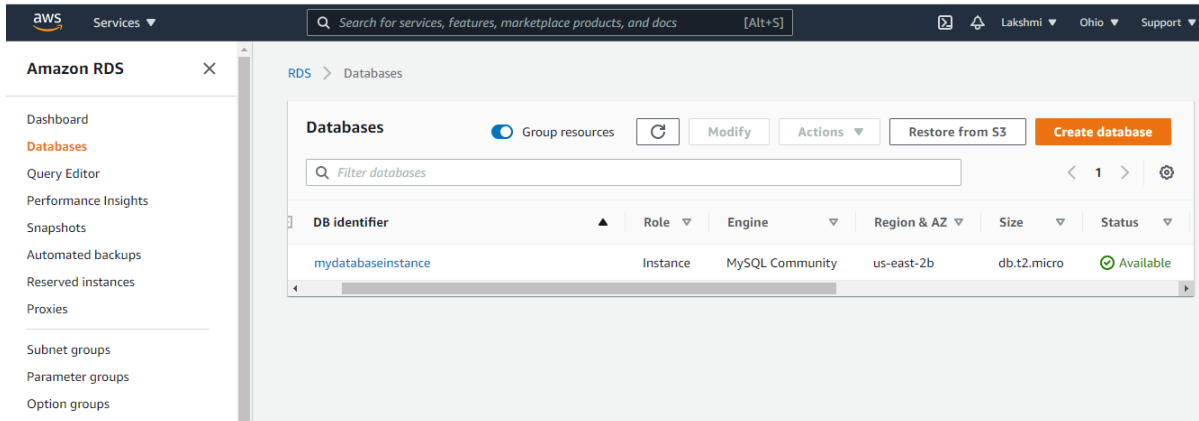 aws Services Search for services, features, marketplace products, and docs [Alt+S] Lakshmi Ohio Support
Amazon RDS
Dashboard
Databases
Query Editor
Performance Insights
Snapshots
Automated backups
Reserved instances
Proxies
Subnet groups
Parameter groups
Option groups
RDS > Databases
Databases Group resources Modify Actions Restore from S3 Create database
Filter databases 1
DB identifier Role Engine Region & AZ Size Status
mydatabaseinstance Instance MySQL Community us-east-2b db.t2.micro Available